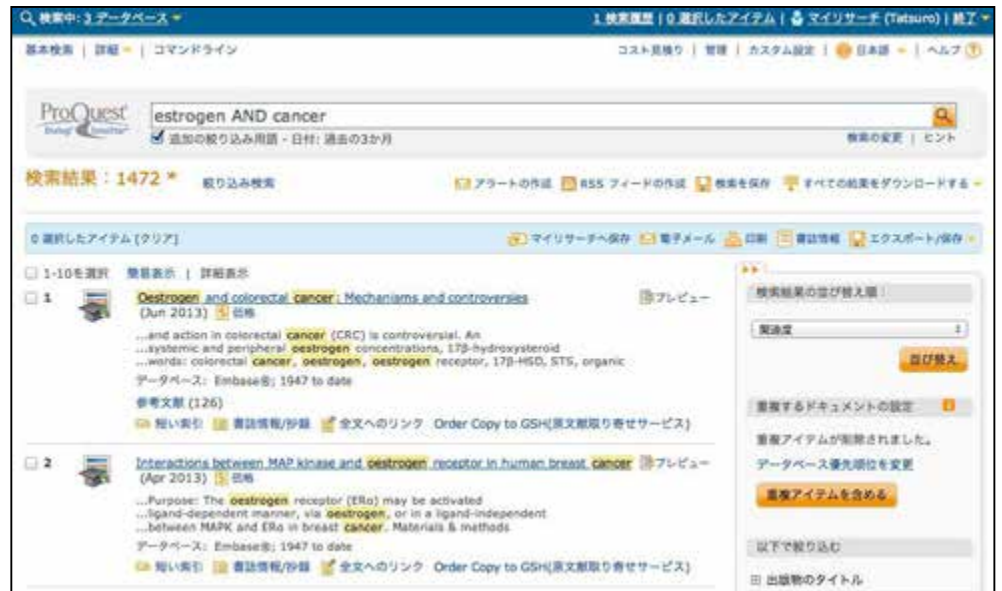 検索中: 3 データベース
1 検索履歴 | 0 選択したアイテム | マイリサーチ (Tatsuro) | 終了
基本検索 | 詳細 | コマンドライン
コスト見積り | 管理 | カスタム設定 | 日本語 | ヘルプ
ProQuest
estrogen AND cancer
追加の絞り込み用語 - 日付: 過去の3か月
検索の変更 | ヒント
検索結果：1472 *
絞り込み検索
アラートの作成 RSS フィードの作成 検索を保存 すべての結果をダウンロードする
0 選択したアイテム [クリア]
マイリサーチへ保存 電子メール 印刷 書誌情報 エクスポート/保存
1-10を選択 簡易表示 | 詳細表示
1
Oestrogen and colorectal cancer: Mechanisms and controversies
プレビュー
(Jun 2013) 価格
...and action in colorectal cancer (CRC) is controversial. An
...systemic and peripheral oestrogen concentrations, 17β-hydroxysteroid
...words: colorectal cancer, oestrogen, oestrogen receptor, 17β-HSD, STS, organic
データベース: Embase®; 1947 to date
参考文献 (126)
短い索引 書誌情報/抄録 全文へのリンク Order Copy to GSH(原文献取り寄せサービス)
2
Interactions between MAP kinase and oestrogen receptor in human breast cancer
プレビュー
(Apr 2013) 価格
...Purpose: The oestrogen receptor (ERα) may be activated
...ligand-dependent manner, via oestrogen, or in a ligand-independent
...between MAPK and ERα in breast cancer. Materials & methods
データベース: Embase®; 1947 to date
短い索引 書誌情報/抄録 全文へのリンク Order Copy to GSH(原文献取り寄せサービス)
検索結果の並び替え順：
関連度
並び替え
重複するドキュメントの設定
重複アイテムが削除されました。
データベース優先順位を変更
重複アイテムを含める
以下で絞り込む
出版物のタイトル